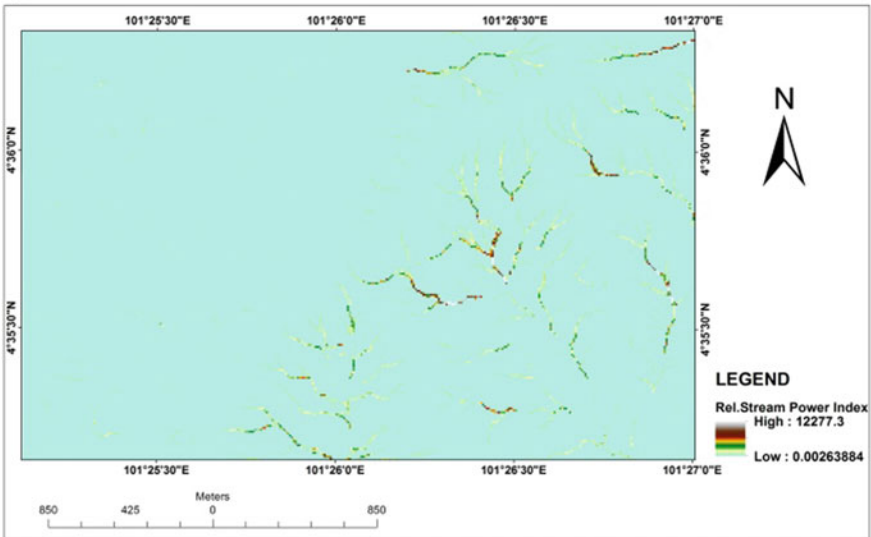 101°25'30"E 101°26'0"E 101°26'30"E 101°27'0"E
4°36'0"N
4°36'0"N
N
4°35'30"N
4°35'30"N
LEGEND
Rel.Stream Power Index
High : 12277.3
Low : 0.00263884
101°25'30"E 101°26'0"E 101°26'30"E 101°27'0"E
Meters
850 425 0 850